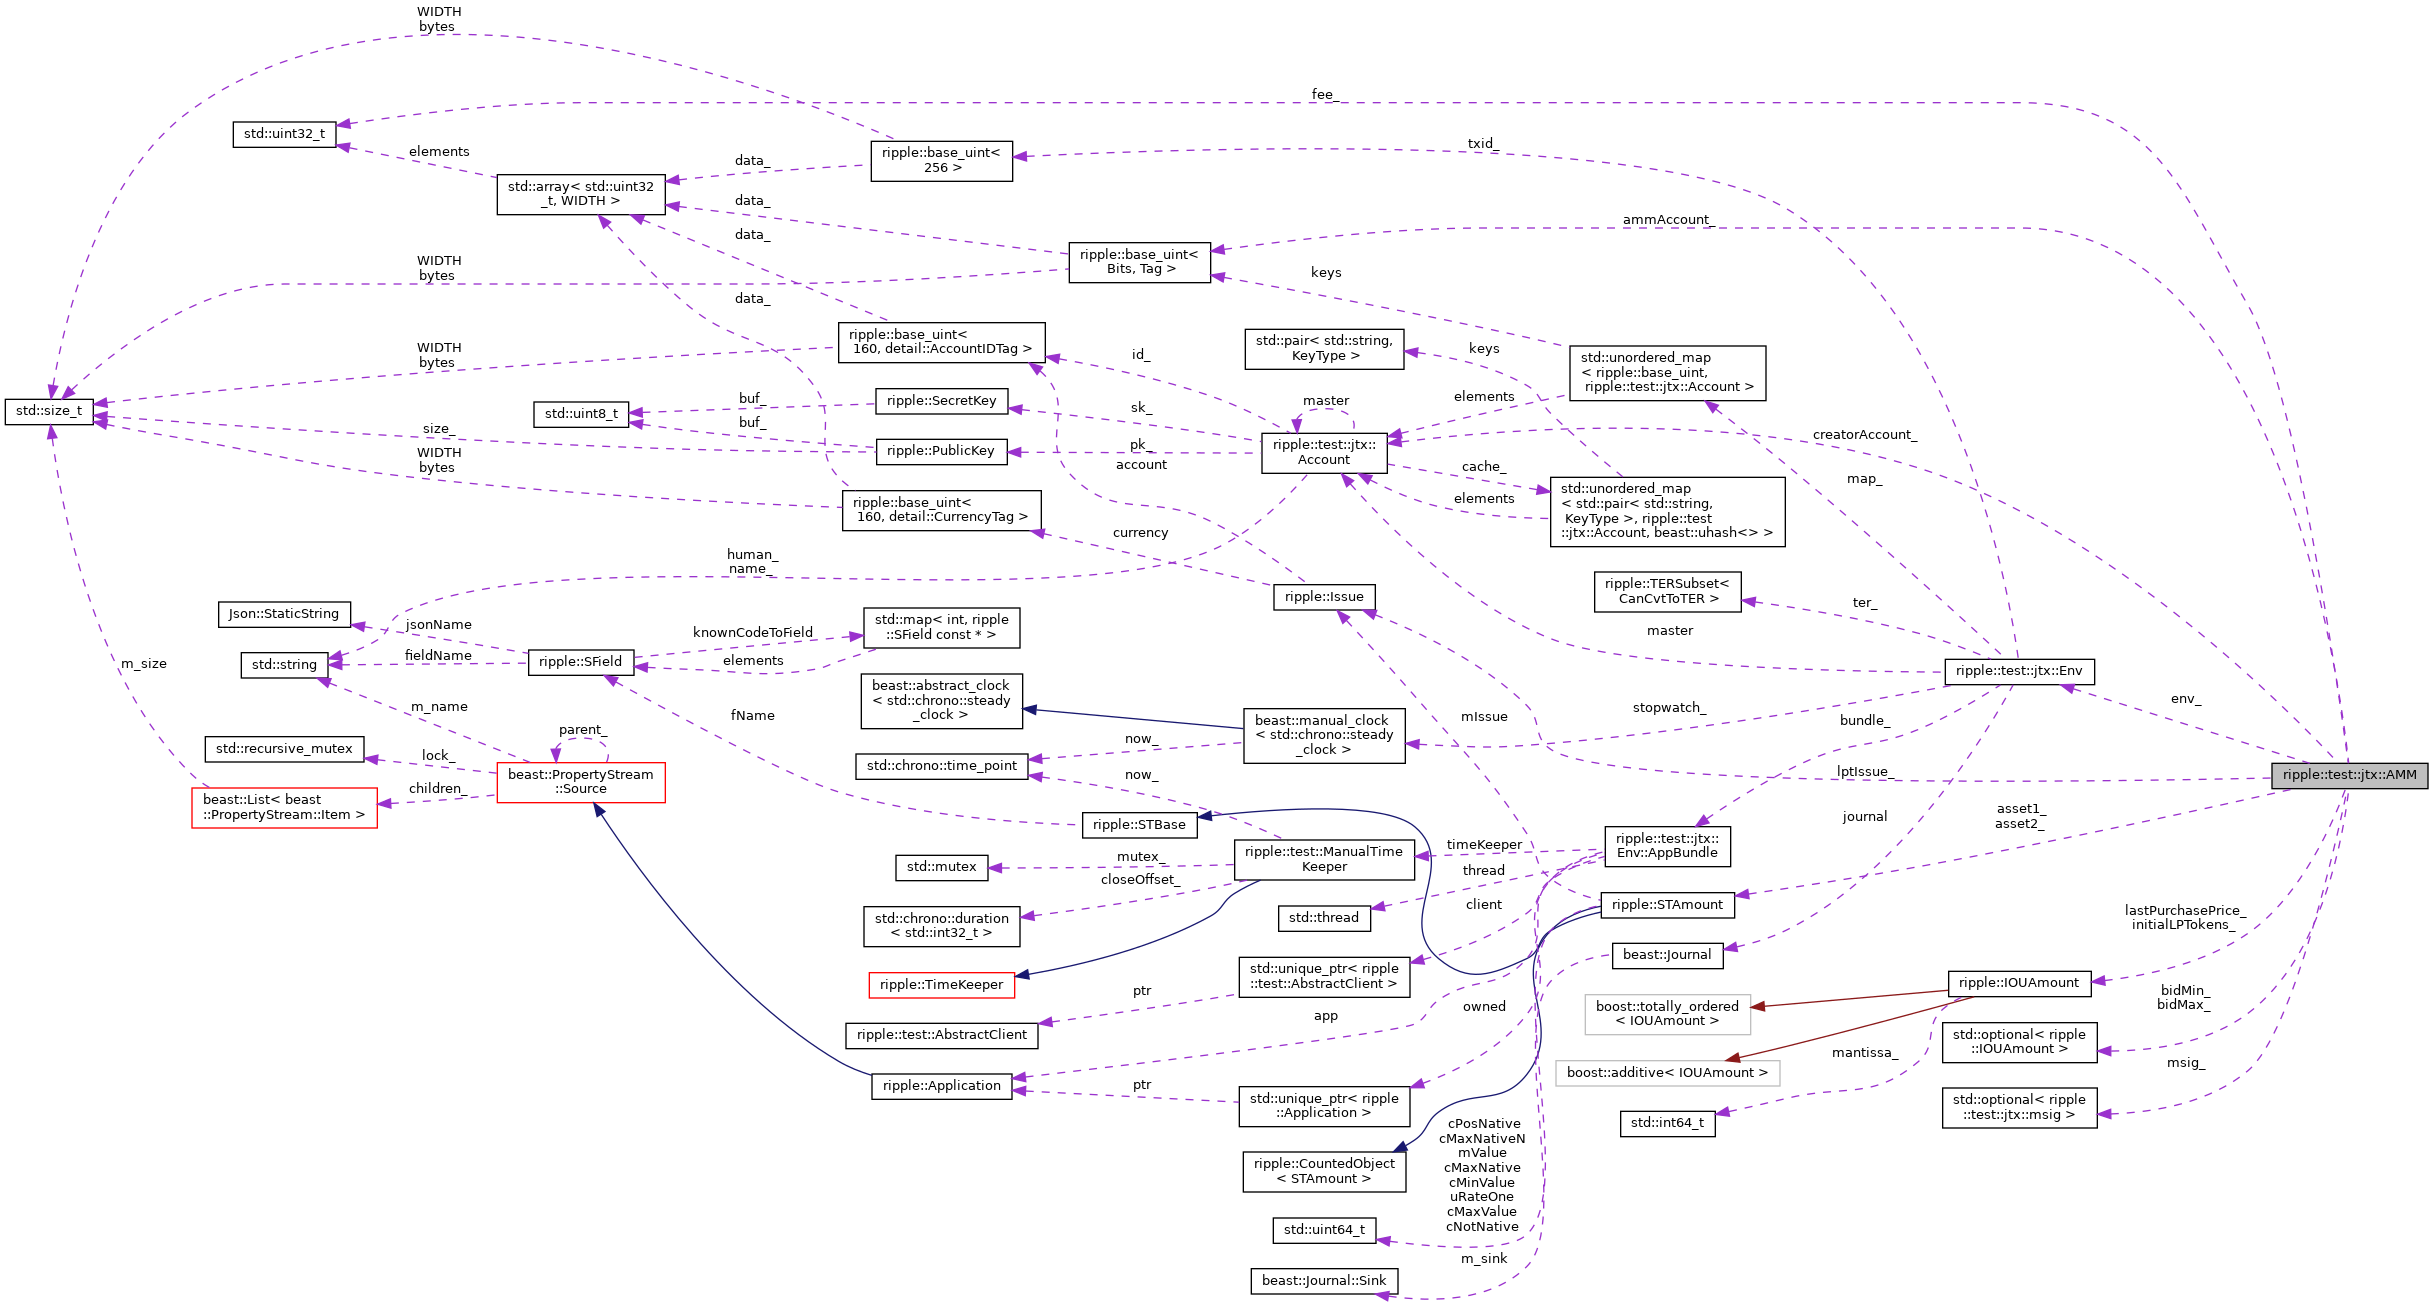 WIDTH
bytes
fee_
std::uint32_t
elements
data_
ripple::base_uint<
256 >
txid_
std::array< std::uint32
_t, WIDTH >
data_
ammAccount_
data_
WIDTH
bytes
ripple::base_uint<
Bits, Tag >
keys
data_
ripple::base_uint<
160, detail::AccountIDTag >
WIDTH
bytes
id_
std::pair< std::string,
KeyType >
keys
std::unordered_map
< ripple::base_uint,
ripple::test::jtx::Account >
std::size_t
std::uint8_t
buf_
buf_
ripple::SecretKey
sk_
master
elements
size_
ripple::PublicKey
pk_
account
ripple::test::jtx::
Account
creatorAccount_
WIDTH
bytes
cache_
elements
map_
ripple::base_uint<
160, detail::CurrencyTag >
std::unordered_map
< std::pair< std::string,
KeyType >, ripple::test
::jtx::Account, beast::uhash<> >
currency
human_
name_
ripple::Issue
ripple::TERSubset<
CanCvtToTER >
ter_
Json::StaticString
jsonName
knownCodeToField
std::map< int, ripple
::SField const * >
master
m_size
std::string
fieldName
ripple::SField
elements
ripple::test::jtx::Env
m_name
fName
beast::abstract_clock
< std::chrono::steady
_clock >
beast::manual_clock
< std::chrono::steady
_clock >
mIssue
stopwatch_
bundle_
env_
std::recursive_mutex
lock_
parent_
now_
std::chrono::time_point
now_
beast::PropertyStream
::Source
children_
beast::List< beast
::PropertyStream::Item >
lptIssue_
ripple::test::jtx::AMM
ripple::STBase
journal
asset1_
asset2_
std::mutex
mutex_
ripple::test::ManualTime
Keeper
timeKeeper
ripple::test::jtx::
Env::AppBundle
closeOffset_
thread
std::chrono::duration
< std::int32_t >
std::thread
client
ripple::STAmount
lastPurchasePrice_
initialLPTokens_
ripple::TimeKeeper
std::unique_ptr< ripple
::test::AbstractClient >
beast::Journal
ptr
ripple::IOUAmount
ripple::test::AbstractClient
app
owned
boost::totally_ordered
< IOUAmount >
bidMin_
bidMax_
std::optional< ripple
::IOUAmount >
mantissa_
boost::additive< IOUAmount >
msig_
ripple::Application
ptr
std::unique_ptr< ripple
::Application >
std::int64_t
std::optional< ripple
::test::jtx::msig >
ripple::CountedObject
< STAmount >
cPosNative
cMaxNativeN
mValue
cMaxNative
cMinValue
uRateOne
cMaxValue
cNotNative
std::uint64_t
m_sink
beast::Journal::Sink